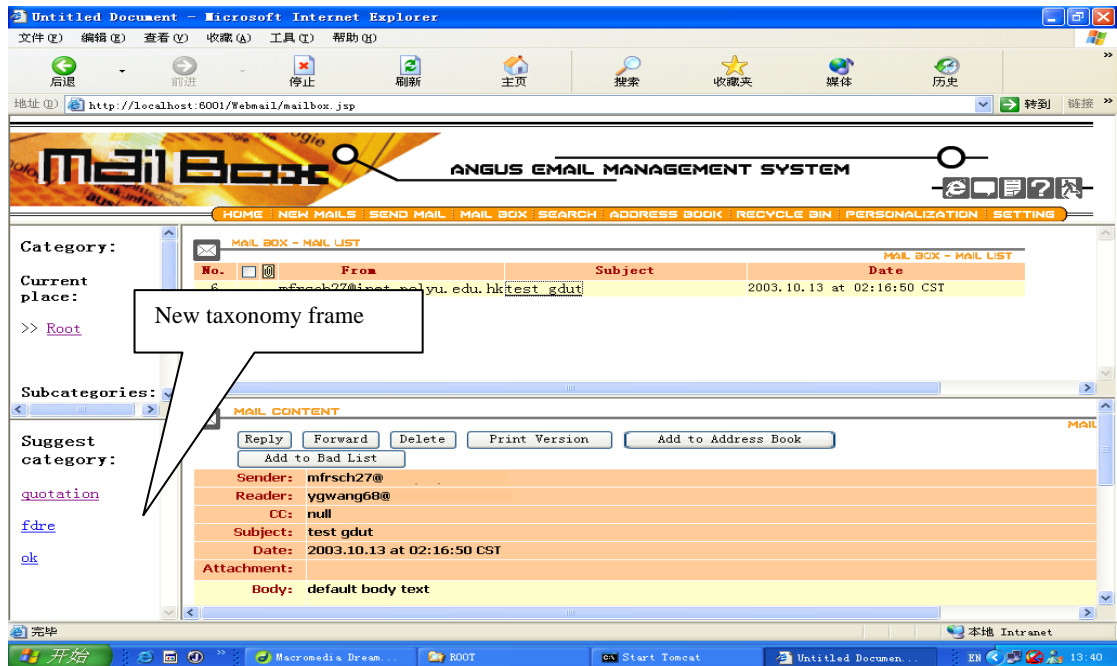 Untitled Document - Microsoft Internet Explorer
文件(F) 编辑(E) 查看(V) 收藏(A) 工具(T) 帮助(H)
后退 前进 停止 刷新 主页 搜索 收藏夹 媒体 历史 »
地址(D) http://localhost:6001/Webmail/mailbox.jsp 转到 链接 »
Mail Box
ANGUS EMAIL MANAGEMENT SYSTEM
HOME NEW MAILS SEND MAIL MAIL BOX SEARCH ADDRESS BOOK RECYCLE BIN PERSONALIZATION SETTING
Category:
Current
place:
>> Root
Subcategories:
MAIL BOX - MAIL LIST
MAIL BOX - MAIL LIST
No. From Subject Date
6 test gdut 2003.10.13 at 02:16:50 CST
New taxonomy frame
Suggest
category:
quotation
fdre
ok
MAIL CONTENT
MAIL
Reply Forward Delete Print Version Add to Address Book
Add to Bad List
Sender: mfrsch27@
Reader: ygwang68@
CC: null
Subject: test gdut
Date: 2003.10.13 at 02:16:50 CST
Attachment:
Body: default body text
完毕 本地 Intranet
开始 » Macromedia Dream... ROOT Start Tomcat Untitled Documen... EN 13:40